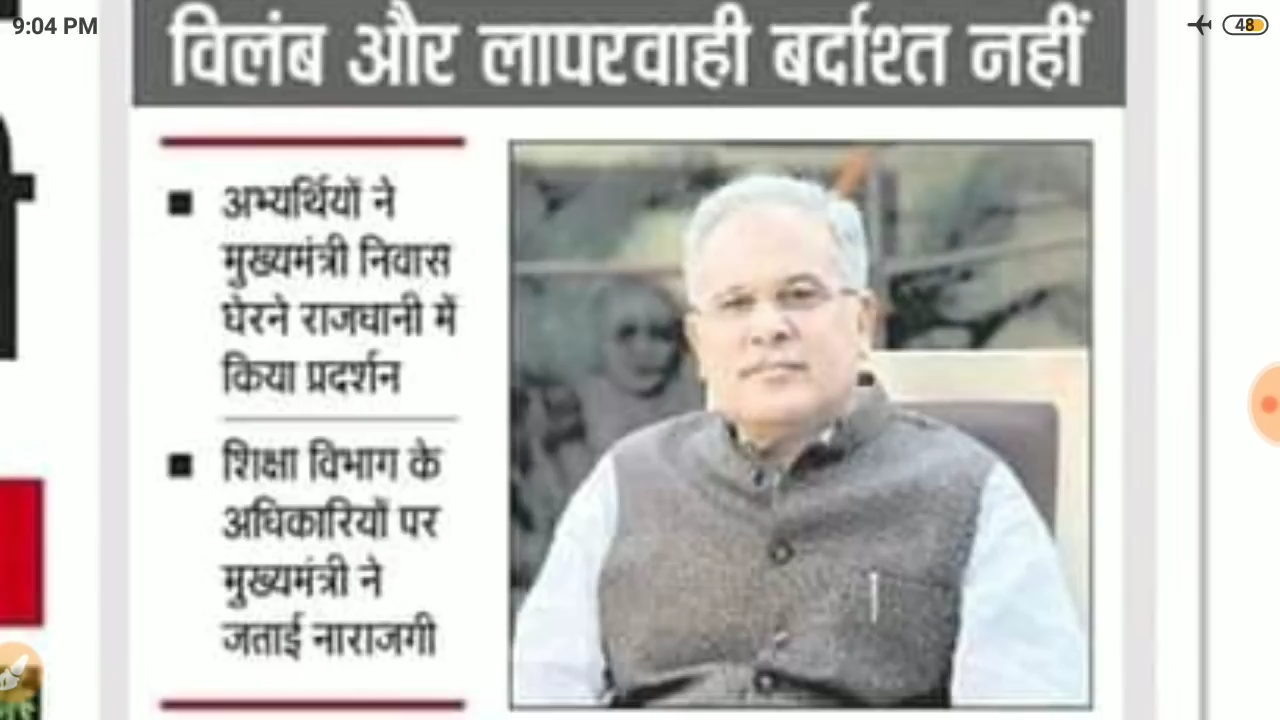 9:04 PM
48
विलंब और लापरवाही बर्दाश्त नहीं
अभ्यर्थियों ने
मुख्यमंत्री निवास
घेरने राजधानी में
किया प्रदर्शन
शिक्षा विभाग के
अधिकारियों पर
मुख्यमंत्री ने
जताई नाराजगी